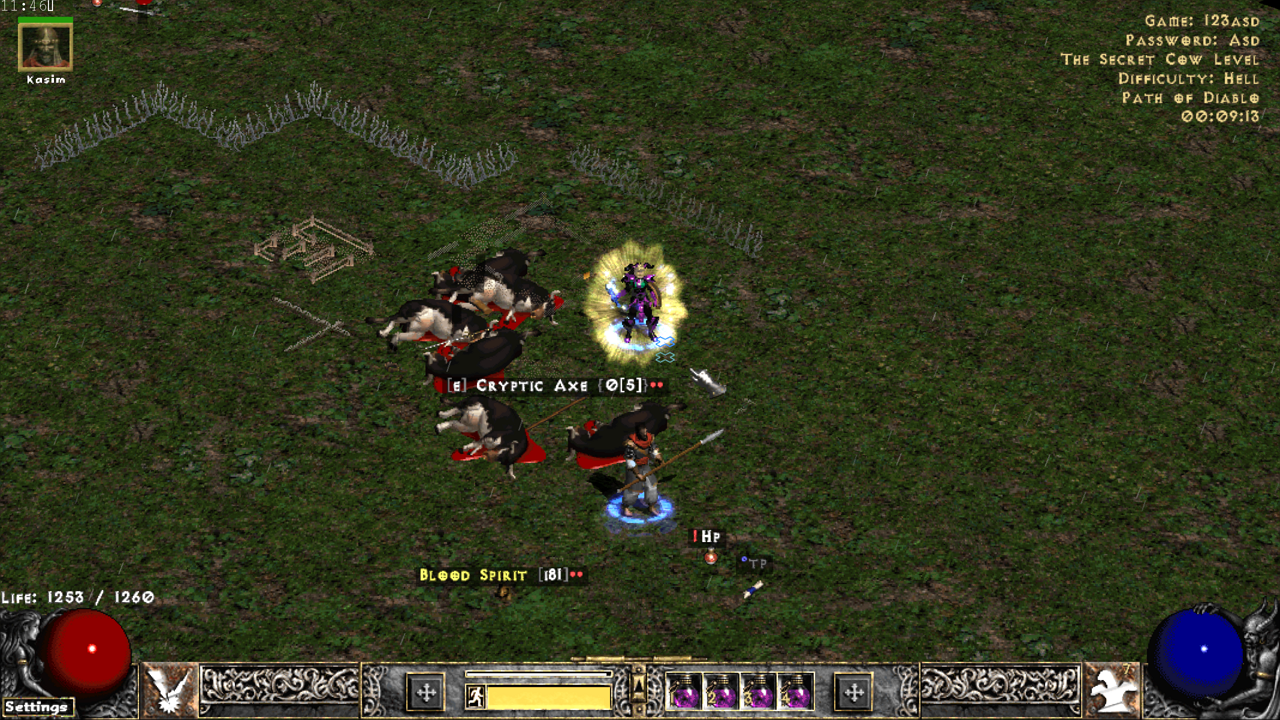 11:46
Kasim
Game: 123asd
Password: Asd
The Secret Cow Level
Difficulty: Hell
Path of Diablo
00:09:13
[e] Cryptic Axe {0[5]}
! Hp
TP
Blood Spirit [181]
Life: 1253 / 1260
Settings